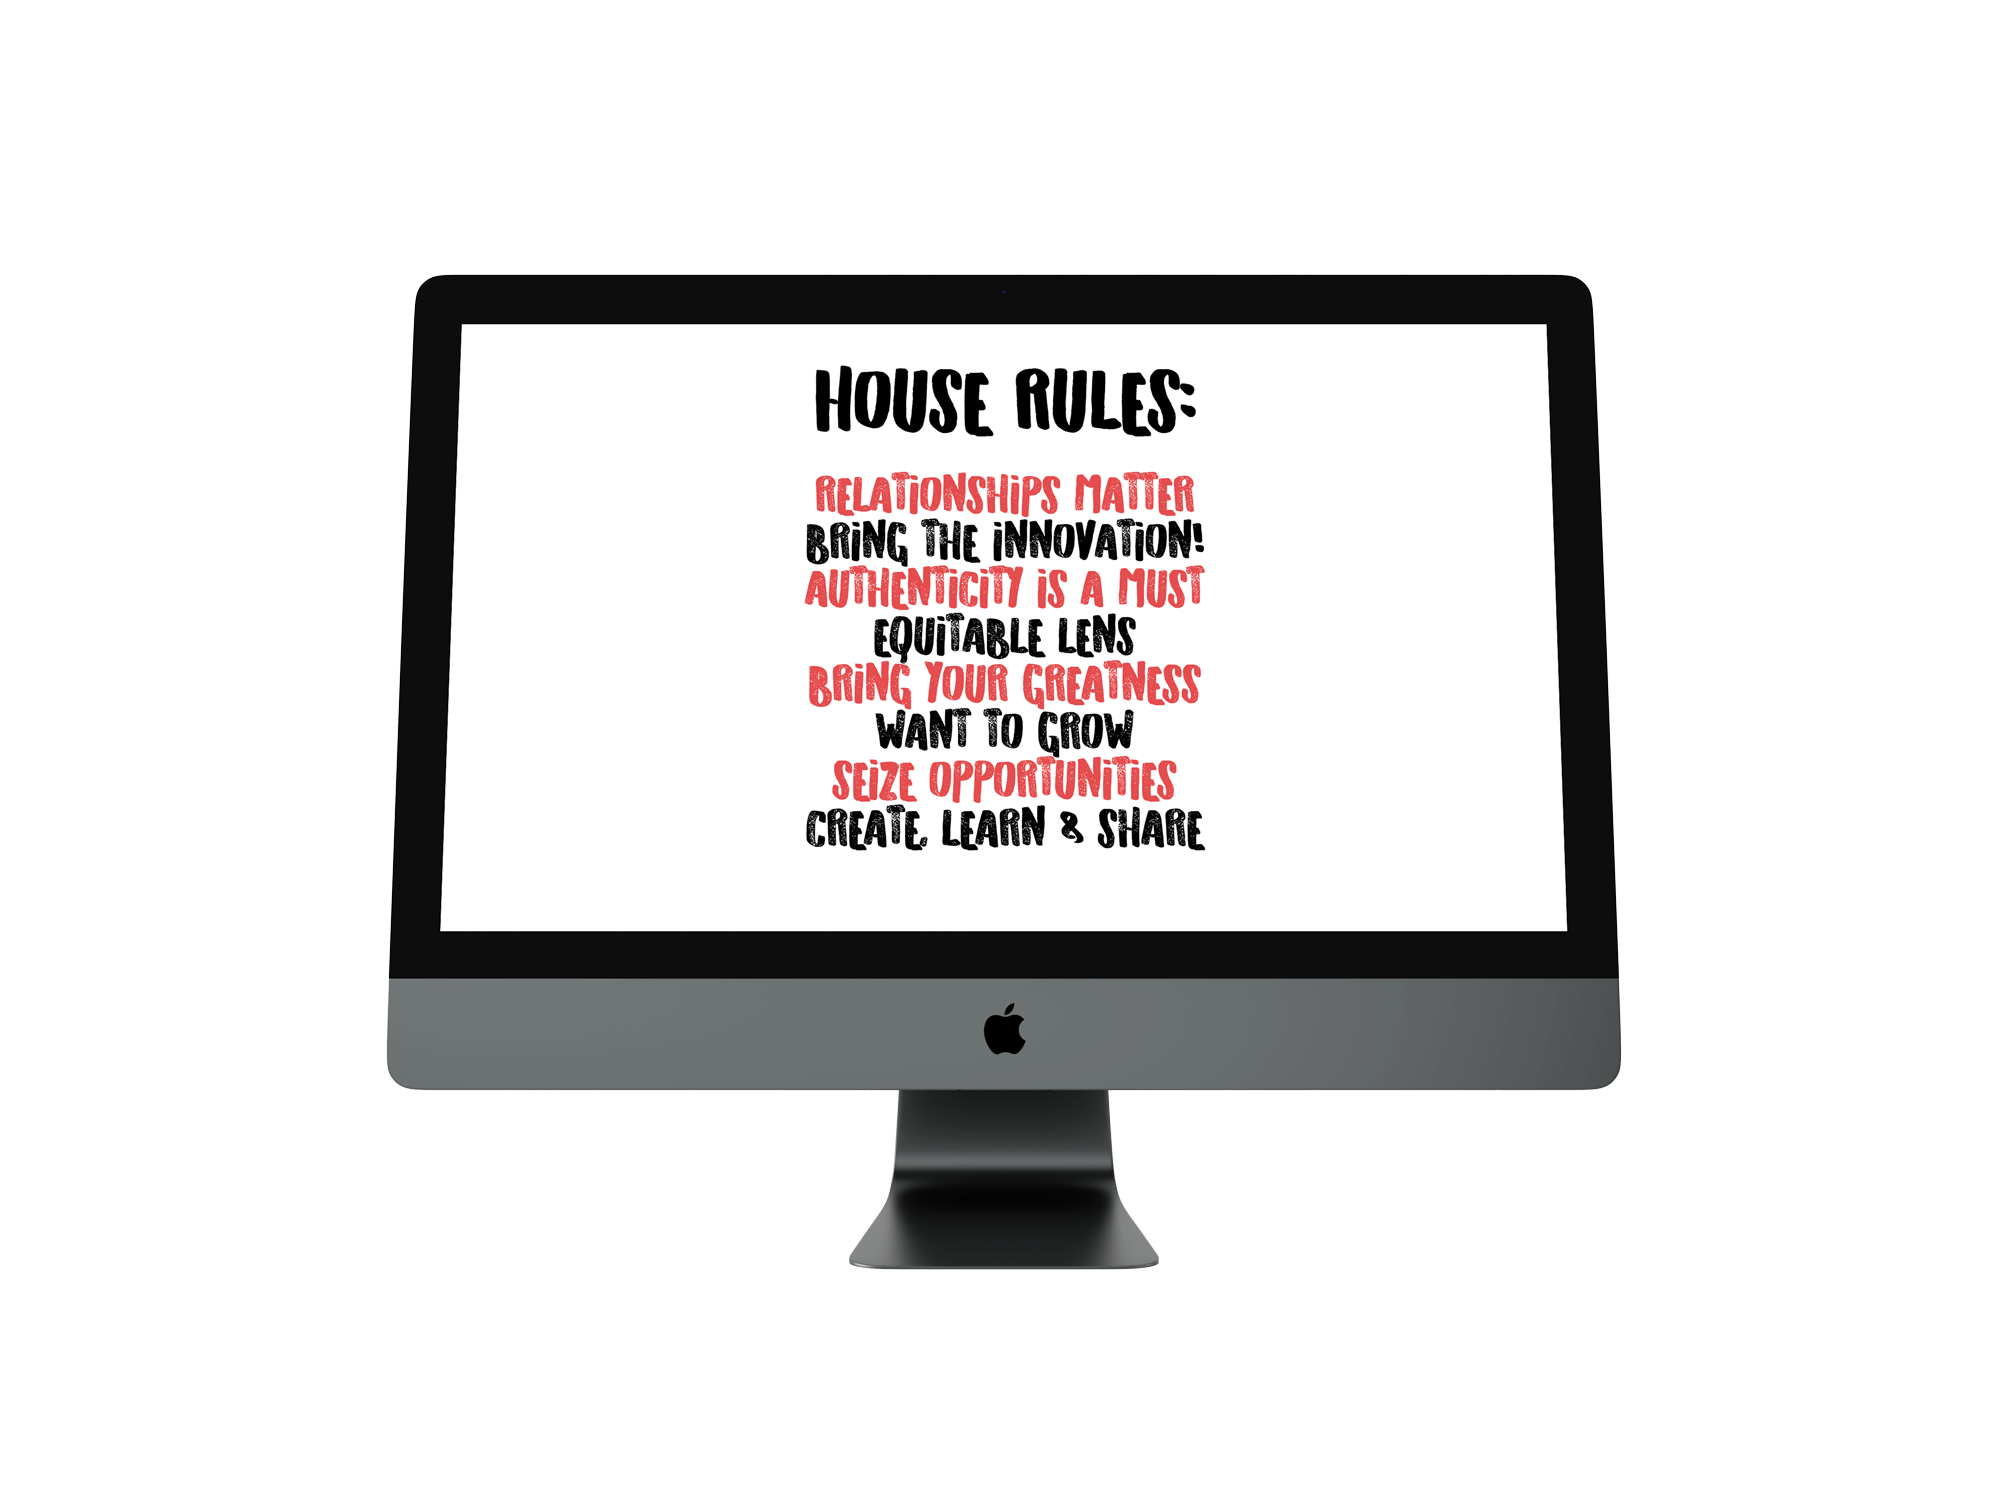 HOUSE RULES:
RELATIONSHIPS MATTER
BRING THE INNOVATION!
AUTHENTICITY IS A MUST
EQUITABLE LENS
BRING YOUR GREATNESS
WANT TO GROW
SEIZE OPPORTUNITIES
CREATE, LEARN & SHARE